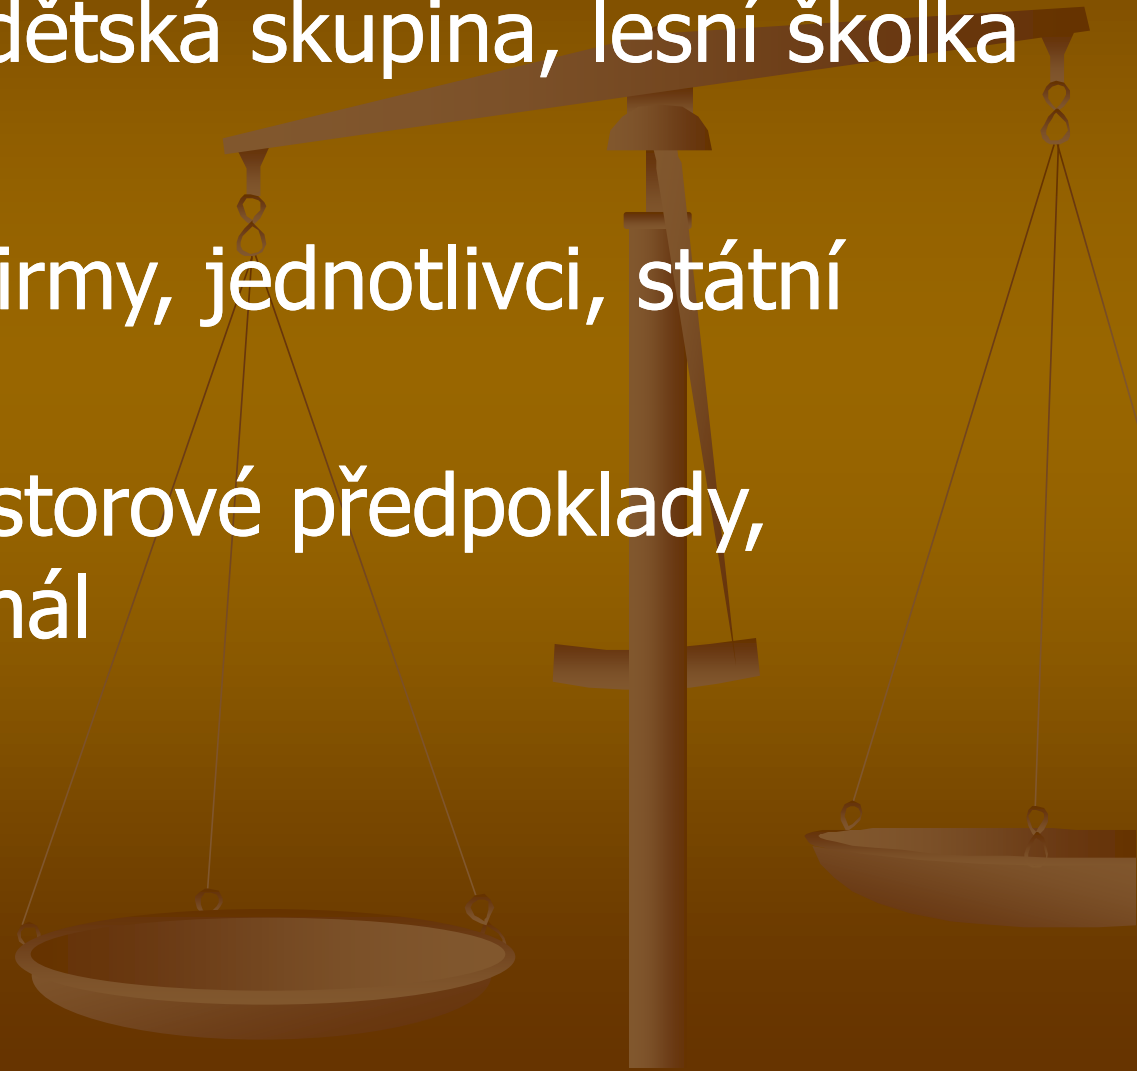 dětská skupina, lesní školka
irmy, jednotlivci, státní
storové předpoklady,
nál